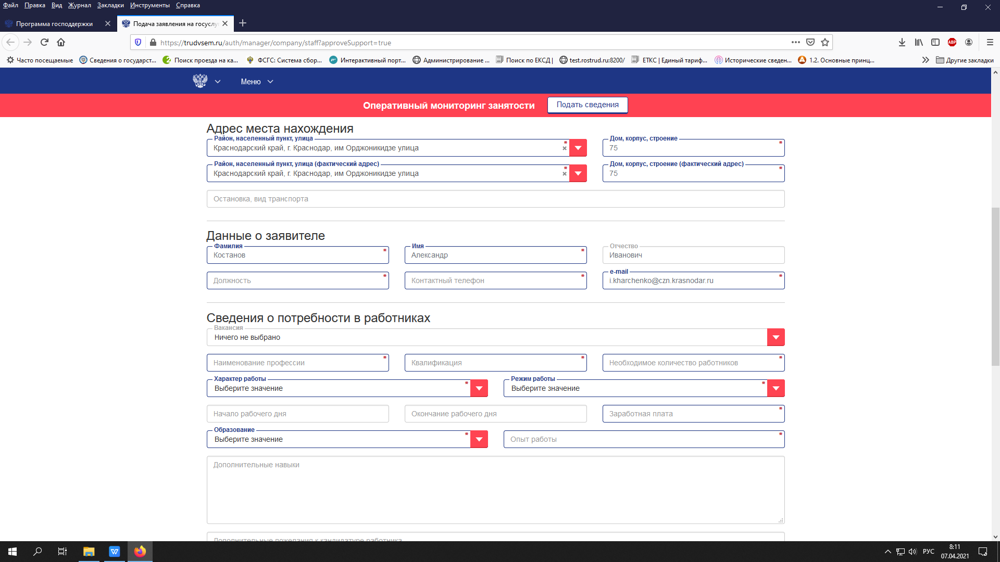 Файл Правка Вид Журнал Закладки Инструменты Справка
Программа господдержки
Подача заявления на госуслу
https://trudvsem.ru/auth/manager/company/staff?approveSupport=true
ABP
Часто посещаемые Сведения о государст... 2 Поиск проезда на ка... ФСГС: Система сбор... Интерактивный порт... Администрирование ... Поиск по ЕКСД | test.rostrud.ru:8200/ ЕТКС | Единый тариф... Исторические сведен... 1.2. Основные принц... Другие закладки
Меню
Оперативный мониторинг занятости Подать сведения
Адрес места нахождения
Район, населенный пункт, улица Дом, корпус, строение
Краснодарский край, г. Краснодар, им Орджоникидзе улица 75
Район, населенный пункт, улица (фактический адрес) Дом, корпус, строение (фактический адрес)
Краснодарский край, г. Краснодар, им Орджоникидзе улица 75
Остановка, вид транспорта
Данные о заявителе
Фамилия Имя Отчество
Костанов Александр Иванович
e-mail
Должность Контактный телефон i.kharchenko@czn.krasnodar.ru
Сведения о потребности в работниках
Вакансия
Ничего не выбрано
Наименование профессии Квалификация Необходимое количество работников
Характер работы Режим работы
Выберите значение Выберите значение
Начало рабочего дня Окончание рабочего дня Заработная плата
Образование
Выберите значение Опыт работы
Дополнительные навыки
Дополнительные пожелания к кандидатуре работника
РУС
8:11
07.04.2021